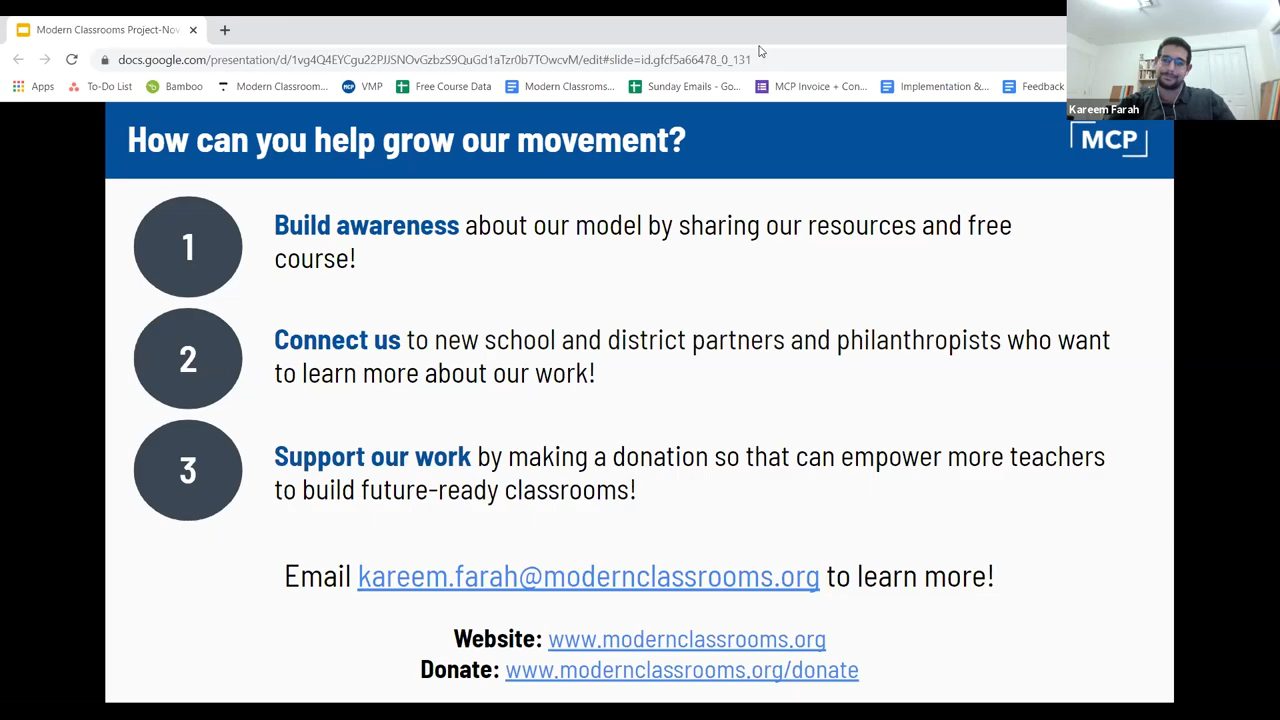 Modern Classrooms Project-Nov
docs.google.com/presentation/d/1vg4Q4EYCgu22PJJSNOvGzbzS9QtGd1aTzr0b7TOwcvM/edit#slide=id.gfcf5a66478_0_131
Apps To-Do List Bamboo Modern Classroom... VMP Free Course Data Modern Classroms... Sunday Emails - Go... MCP Invoice + Con... Implementation &... Feedback
Kareem Farah
How can you help grow our movement?
MCP
1
Build awareness about our model by sharing our resources and free
course!
2
Connect us to new school and district partners and philanthropists who want
to learn more about our work!
3
Support our work by making a donation so that can empower more teachers
to build future-ready classrooms!
Email kareem.farah@modernclassrooms.org to learn more!
Website: www.modernclassrooms.org
Donate: www.modernclassrooms.org/donate